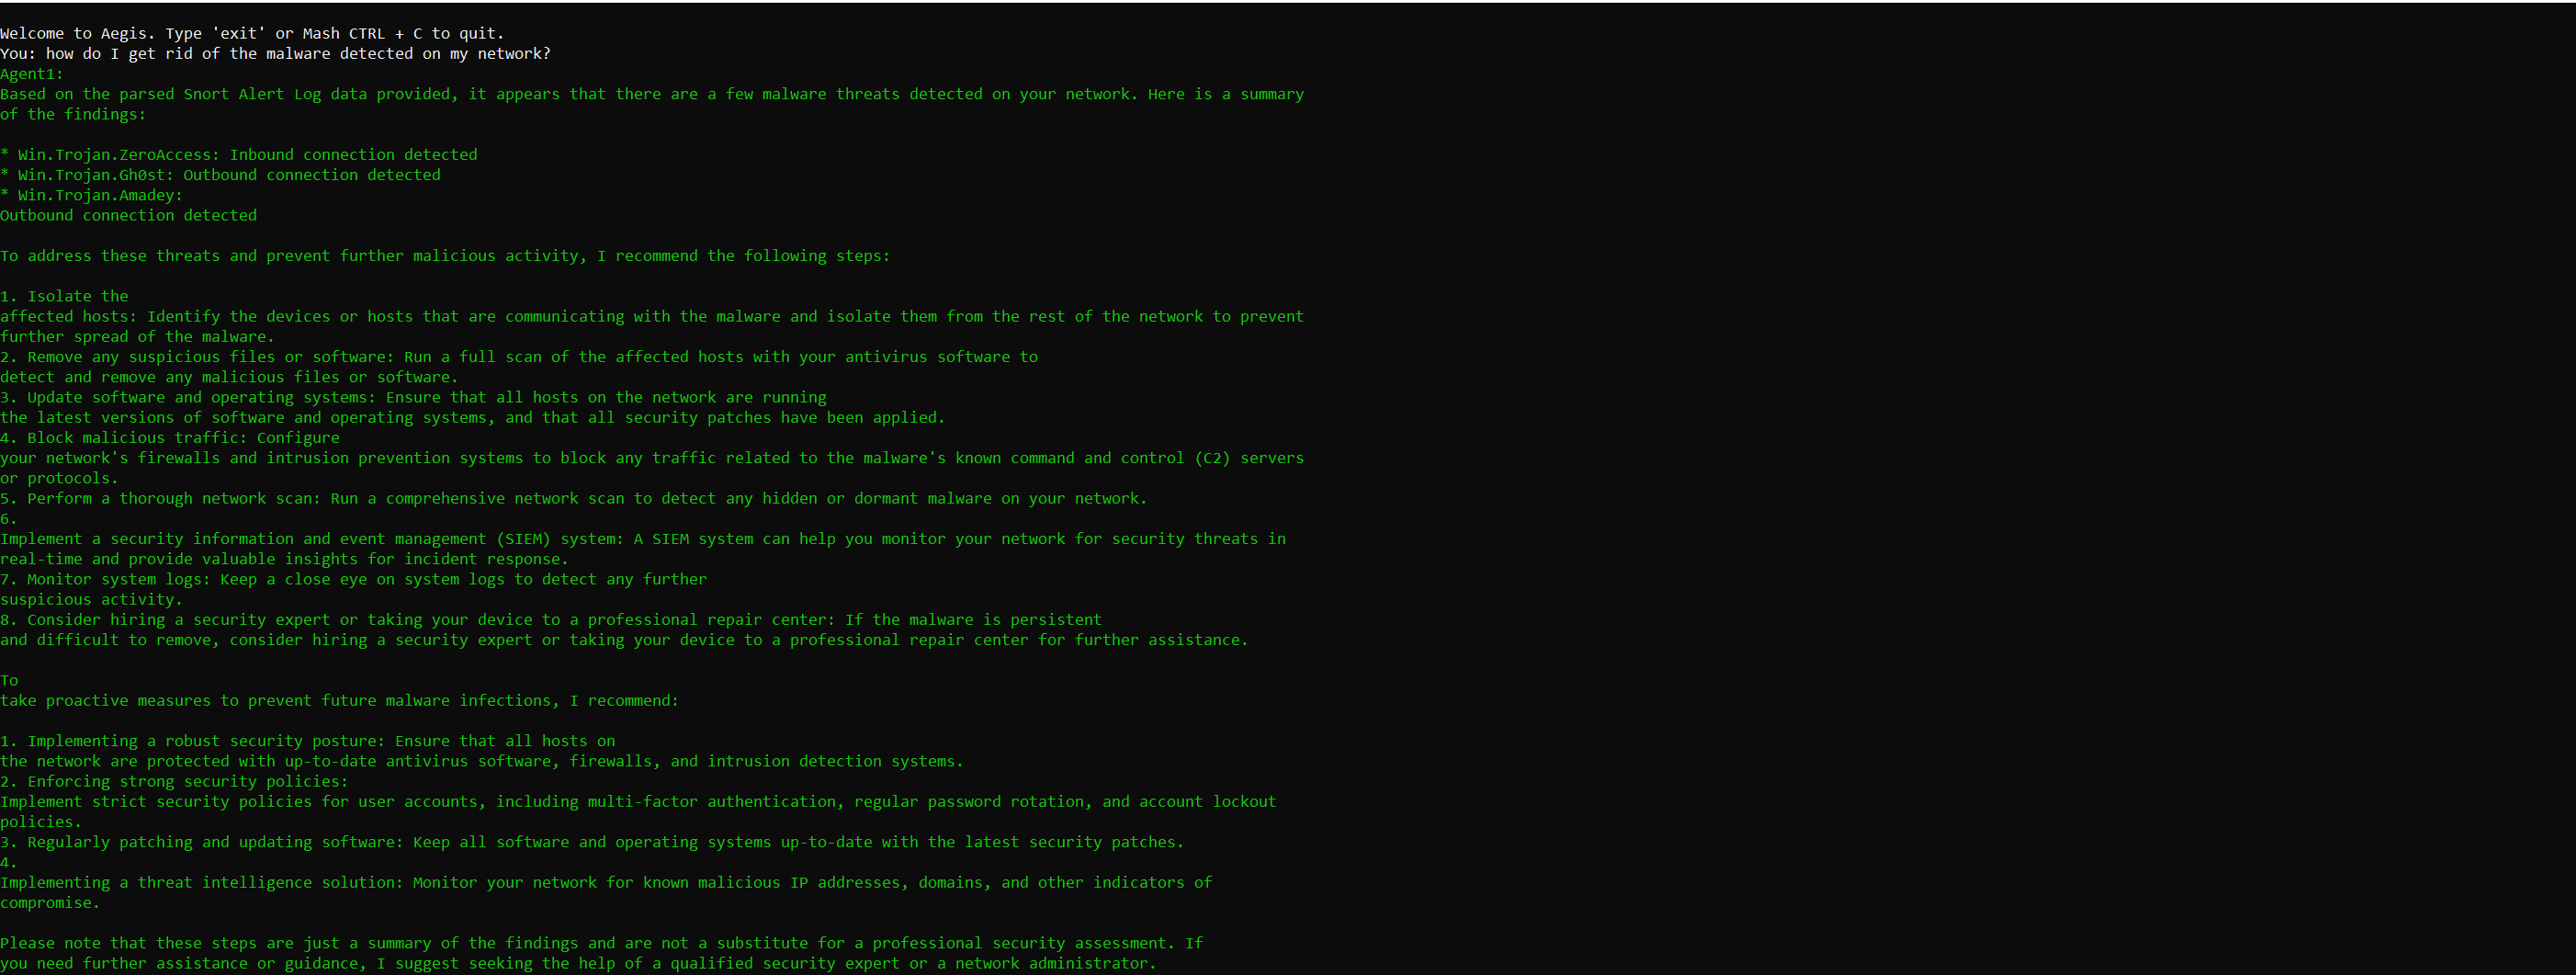 Welcome to Aegis. Type 'exit' or Mash CTRL + C to quit.
You: how do I get rid of the malware detected on my network?
Agent1:
Based on the parsed Snort Alert Log data provided, it appears that there are a few malware threats detected on your network. Here is a summary
of the findings:

* Win.Trojan.ZeroAccess: Inbound connection detected
* Win.Trojan.Gh0st: Outbound connection detected
* Win.Trojan.Amadey:
Outbound connection detected

To address these threats and prevent further malicious activity, I recommend the following steps:

1. Isolate the
affected hosts: Identify the devices or hosts that are communicating with the malware and isolate them from the rest of the network to prevent
further spread of the malware.
2. Remove any suspicious files or software: Run a full scan of the affected hosts with your antivirus software to
detect and remove any malicious files or software.
3. Update software and operating systems: Ensure that all hosts on the network are running
the latest versions of software and operating systems, and that all security patches have been applied.
4. Block malicious traffic: Configure
your network's firewalls and intrusion prevention systems to block any traffic related to the malware's known command and control (C2) servers
or protocols.
5. Perform a thorough network scan: Run a comprehensive network scan to detect any hidden or dormant malware on your network.
6.
Implement a security information and event management (SIEM) system: A SIEM system can help you monitor your network for security threats in
real-time and provide valuable insights for incident response.
7. Monitor system logs: Keep a close eye on system logs to detect any further
suspicious activity.
8. Consider hiring a security expert or taking your device to a professional repair center: If the malware is persistent
and difficult to remove, consider hiring a security expert or taking your device to a professional repair center for further assistance.

To
take proactive measures to prevent future malware infections, I recommend:

1. Implementing a robust security posture: Ensure that all hosts on
the network are protected with up-to-date antivirus software, firewalls, and intrusion detection systems.
2. Enforcing strong security policies:
Implement strict security policies for user accounts, including multi-factor authentication, regular password rotation, and account lockout
policies.
3. Regularly patching and updating software: Keep all software and operating systems up-to-date with the latest security patches.
4.
Implementing a threat intelligence solution: Monitor your network for known malicious IP addresses, domains, and other indicators of
compromise.

Please note that these steps are just a summary of the findings and are not a substitute for a professional security assessment. If
you need further assistance or guidance, I suggest seeking the help of a qualified security expert or a network administrator.